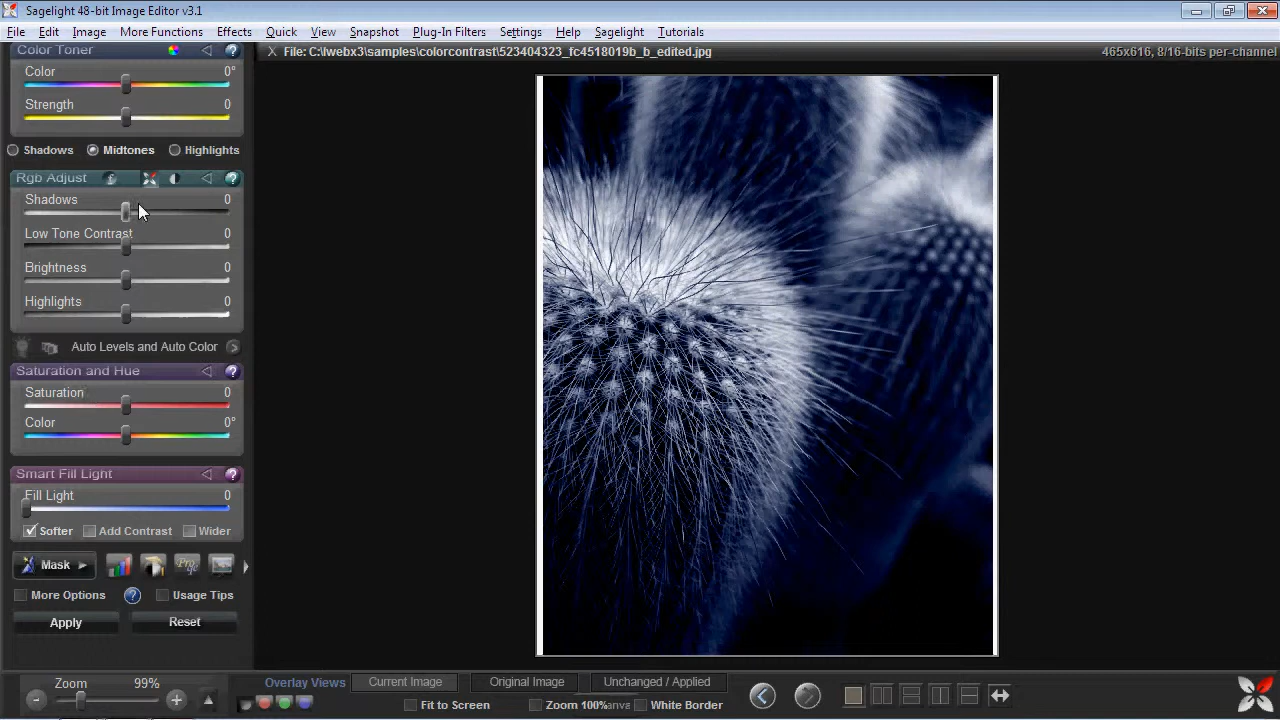 Sagelight 48-bit Image Editor v3.1
File Edit Image More Functions Effects Quick View Snapshot Plug-In Filters Settings Help Sagelight Tutorials
Color Toner ?
X File: C:\lwebx3\samples\colorcontrast\523404323_fc4518019b_b_edited.jpg 465x616, 8/16-bits per-channel
Color 0°
Strength 0
Shadows Midtones Highlights
Rgb Adjust ?
Shadows 0
Low Tone Contrast 0
Brightness 0
Highlights 0
Auto Levels and Auto Color
Saturation and Hue ?
Saturation 0
Color 0°
Smart Fill Light ?
Fill Light 0
Softer Add Contrast Wider
Mask
More Options ? Usage Tips
Apply Reset
Zoom 99%
Overlay Views Current Image Original Image Unchanged / Applied
Fit to Screen Zoom 100% White Border